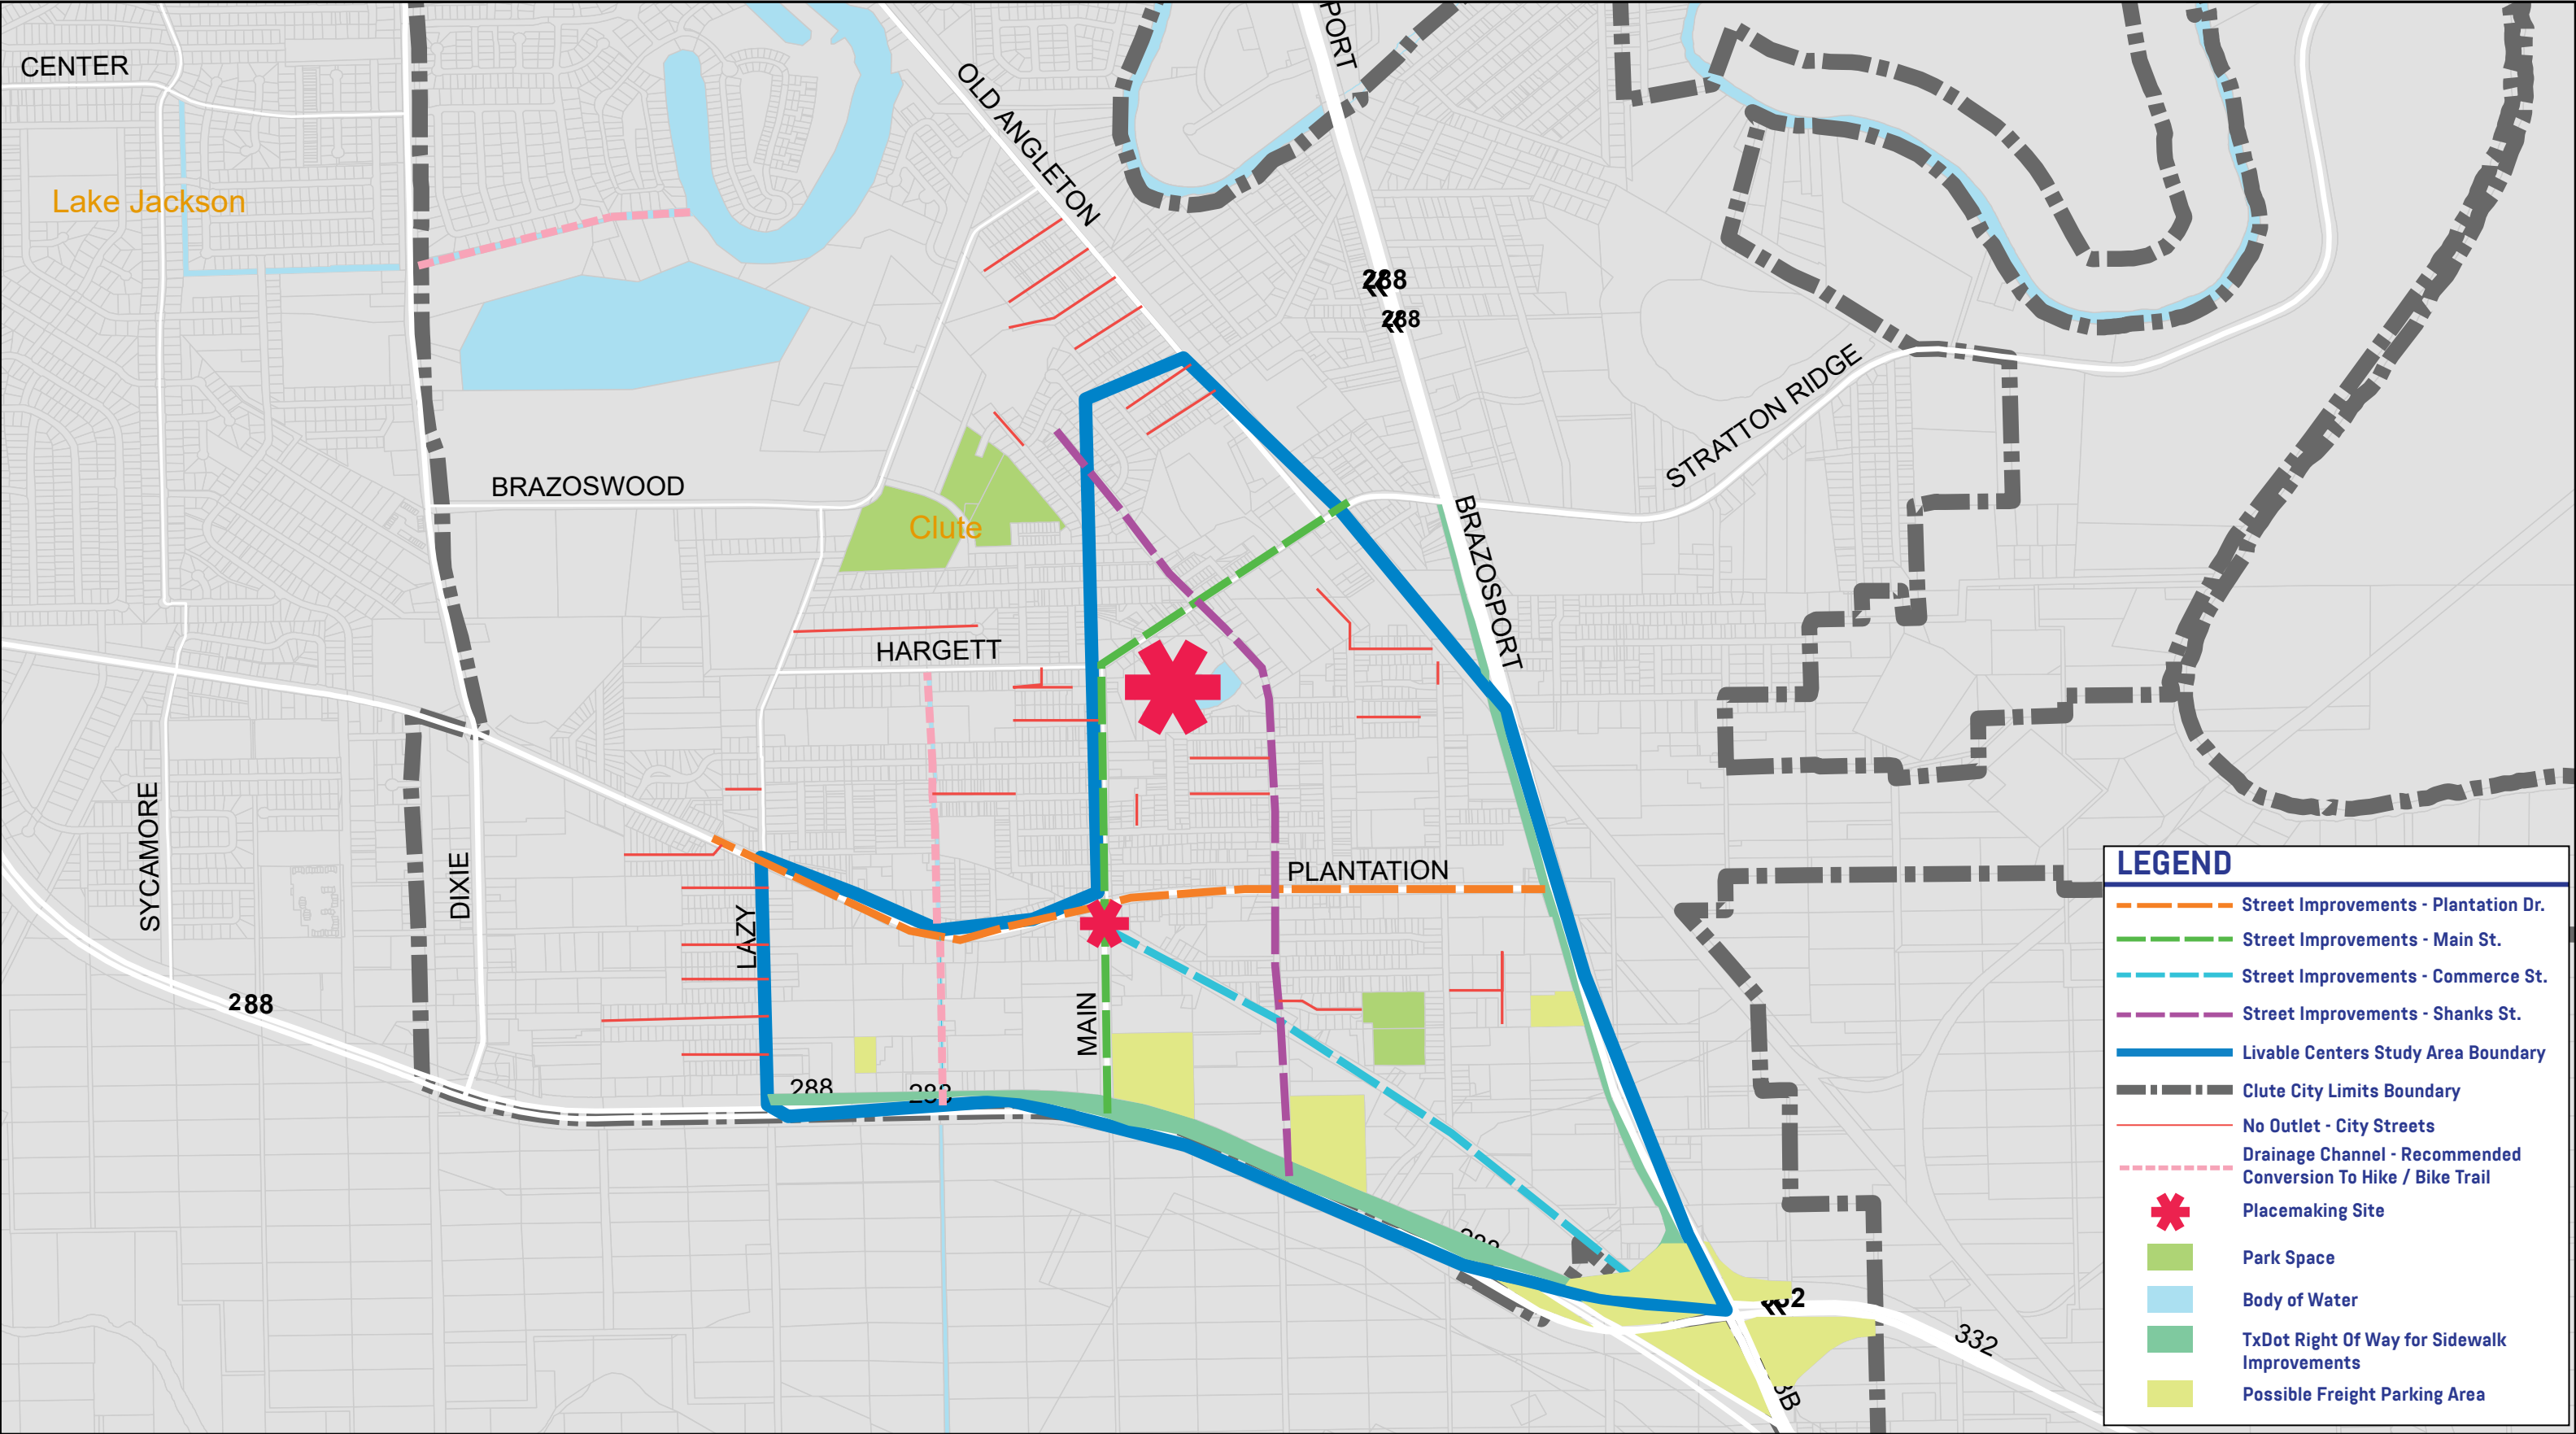 PORT
CENTER
OLD ANGLETON
Lake Jackson
288
288
STRATTON RIDGE
BRAZOSWOOD
Clute
BRAZOSPORT
HARGETT
SYCAMORE
DIXIE
LAZY
PLANTATION
MAIN
288
288
288
332
LEGEND
Street Improvements - Plantation Dr.
Street Improvements - Main St.
Street Improvements - Commerce St.
Street Improvements - Shanks St.
Livable Centers Study Area Boundary
Clute City Limits Boundary
No Outlet - City Streets
Drainage Channel - Recommended
Conversion To Hike / Bike Trail
Placemaking Site
Park Space
Body of Water
TxDot Right Of Way for Sidewalk
Improvements
Possible Freight Parking Area